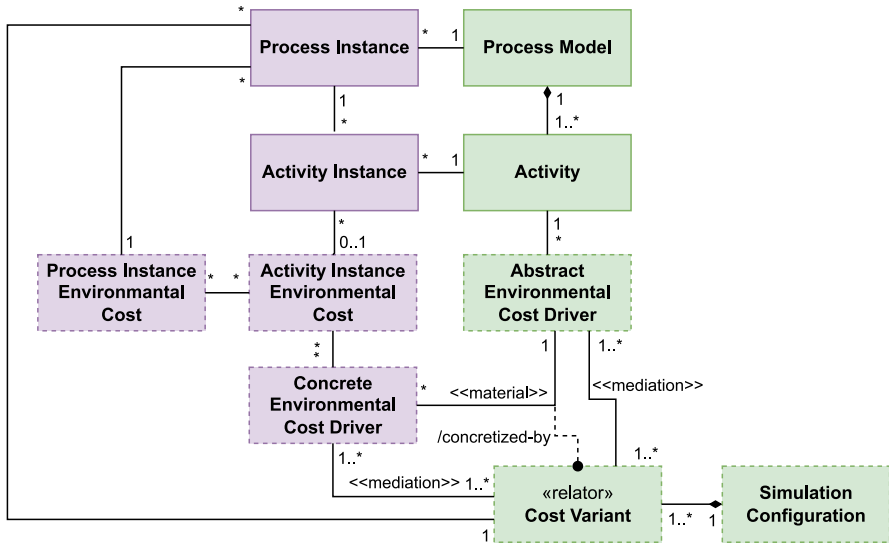 *
Process Instance
*
1
Process Model
*
1
1
*
1..*
Activity Instance
*
1
Activity
*
1
0..1
*
1
Process Instance
Environmantal
Cost
*
*
Activity Instance
Environmental
Cost
Abstract
Environmental
Cost Driver
*
*
1
1..*
Concrete
Environmental
Cost Driver
*
<<material>>
<<mediation>>
/concretized-by
1..*
1..*
<<mediation>>
1..*
«relator»
Cost Variant
1..*
1
Simulation
Configuration
1